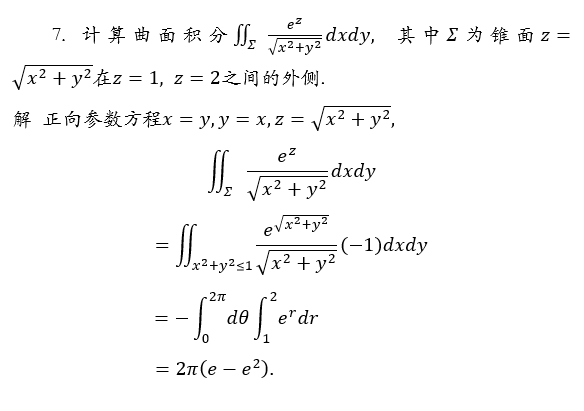 7. 计算曲面积分∬_Σ e^z/√(x²+y²) dxdy, 其中Σ为锥面z=
√(x²+y²)在z=1, z=2之间的外侧.
解 正向参数方程x=y,y=x,z=√(x²+y²),
∬_Σ e^z/√(x²+y²) dxdy
=∬_{x²+y²≤1} e^{√(x²+y²)}/√(x²+y²) (−1)dxdy
=−∫_0^{2π} dθ ∫_1^2 e^r dr
=2π(e−e²).